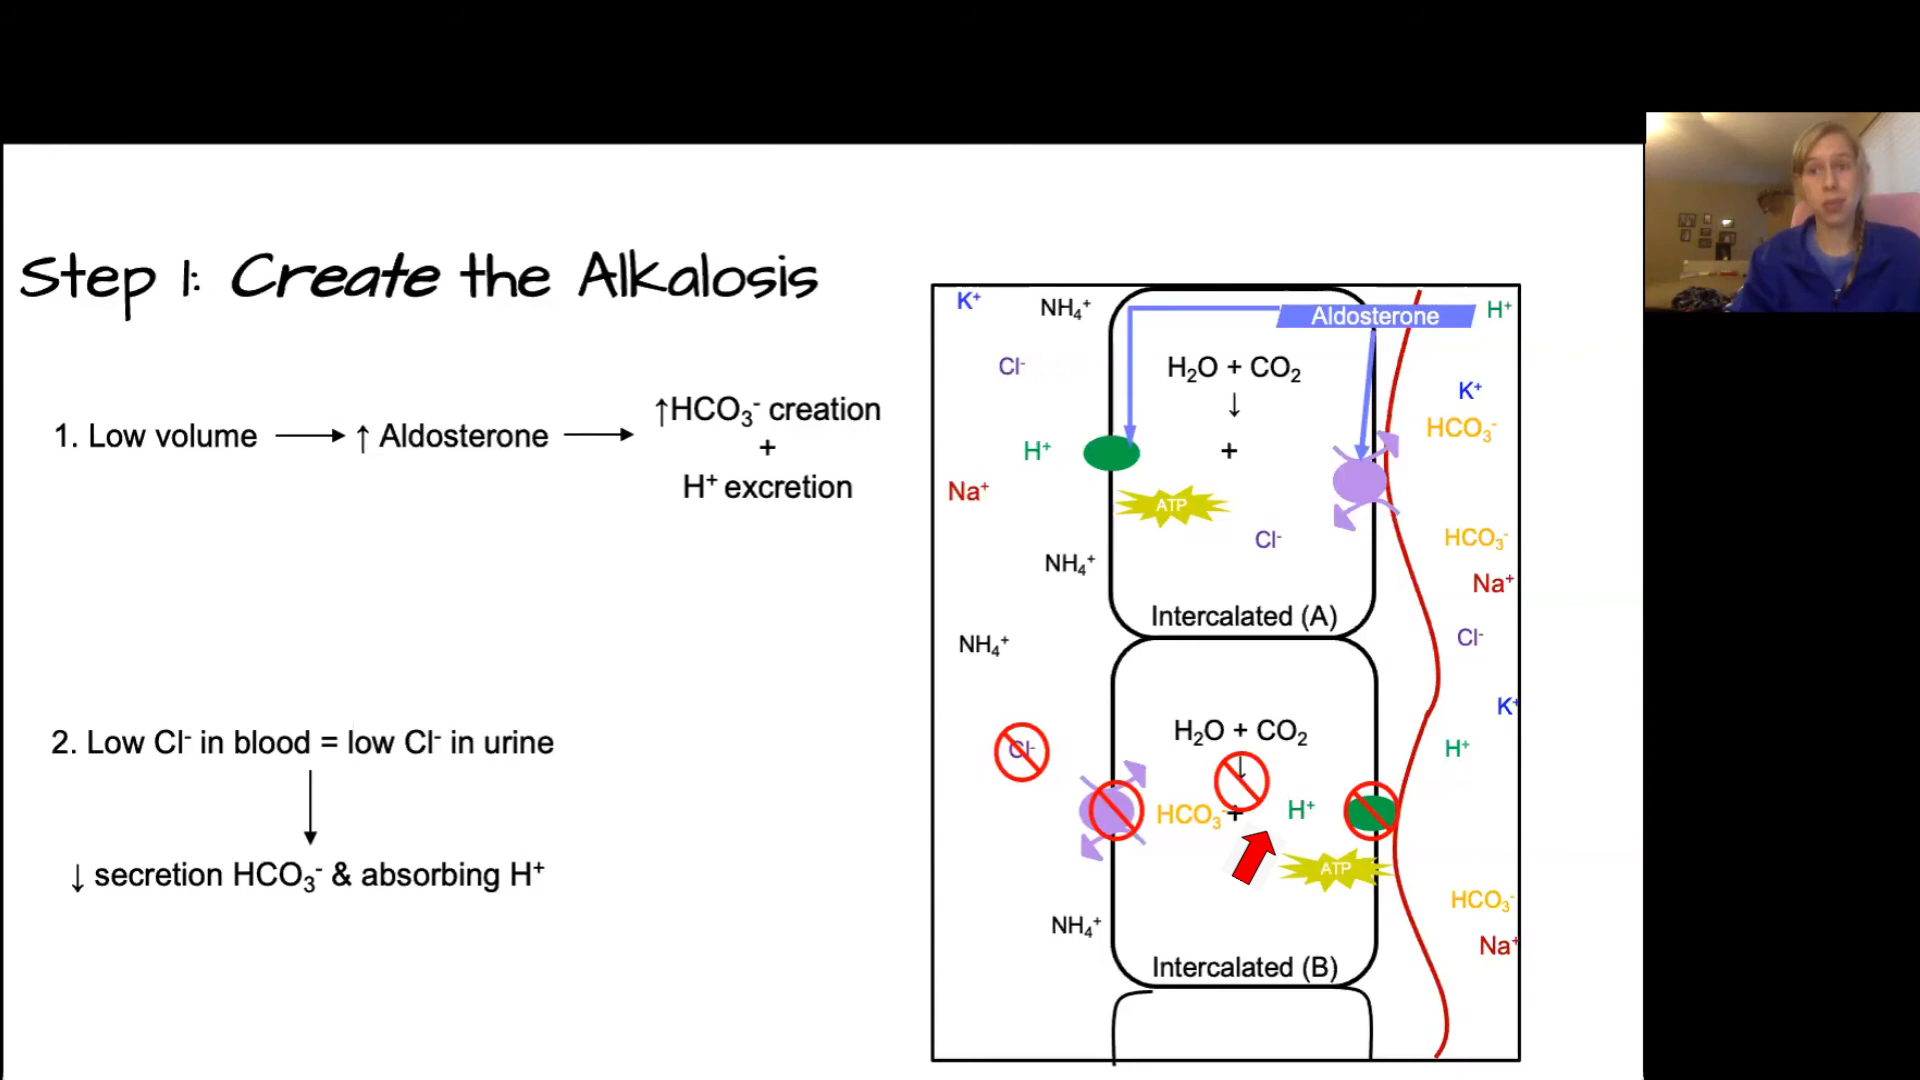 Step 1: Create the Alkalosis
1. Low volume → ↑ Aldosterone → ↑HCO₃⁻ creation
+
H⁺ excretion
2. Low Cl⁻ in blood = low Cl⁻ in urine
↓ secretion HCO₃⁻ & absorbing H⁺
K⁺ NH₄⁺ Aldosterone H⁺
Cl⁻ H₂O + CO₂
↓ K⁺
HCO₃⁻
H⁺ +
Na⁺ ATP
Cl⁻ HCO₃⁻
NH₄⁺ Na⁺
Intercalated (A)
NH₄⁺ Cl⁻
K⁺
H₂O + CO₂
Cl⁻ ↓ H⁺
HCO₃⁻ + H⁺
ATP
HCO₃⁻
NH₄⁺ Na⁺
Intercalated (B)